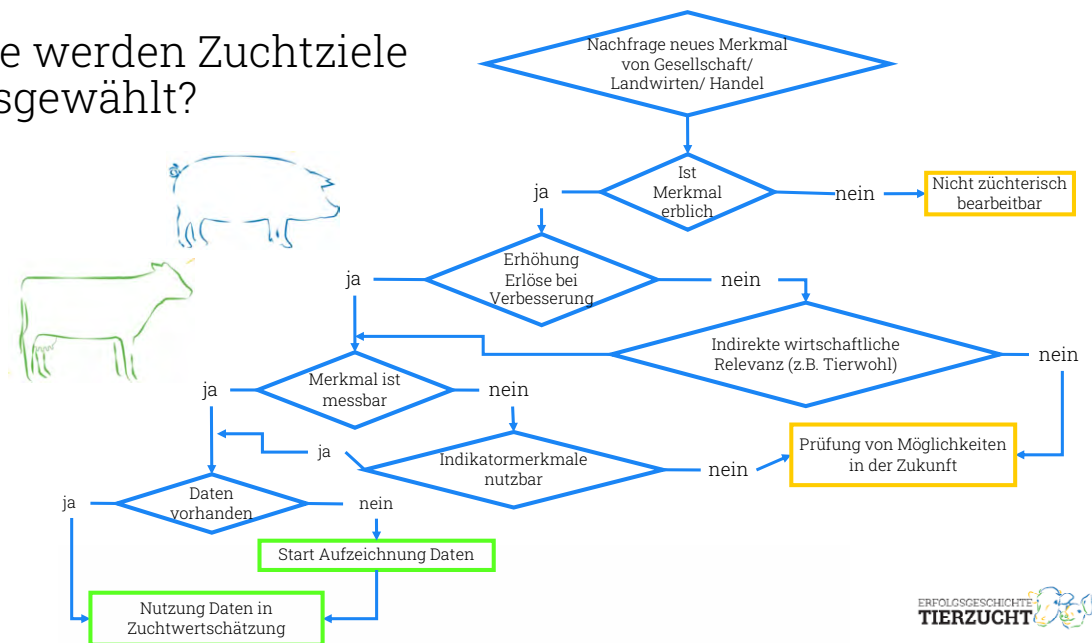 e werden Zuchtziele
sgewählt?
Nachfrage neues Merkmal
von Gesellschaft/
Landwirten/ Handel
Ist
Merkmal
erblich
ja
nein
Nicht züchterisch
bearbeitbar
Erhöhung
Erlöse bei
Verbesserung
ja
nein
Indirekte wirtschaftliche
Relevanz (z.B. Tierwohl)
nein
Merkmal ist
messbar
ja
nein
Indikatormerkmale
nutzbar
ja
nein
Prüfung von Möglichkeiten
in der Zukunft
Daten
vorhanden
ja
nein
Start Aufzeichnung Daten
Nutzung Daten in
Zuchtwertschätzung
ERFOLGSGESCHICHTE
TIERZUCHT